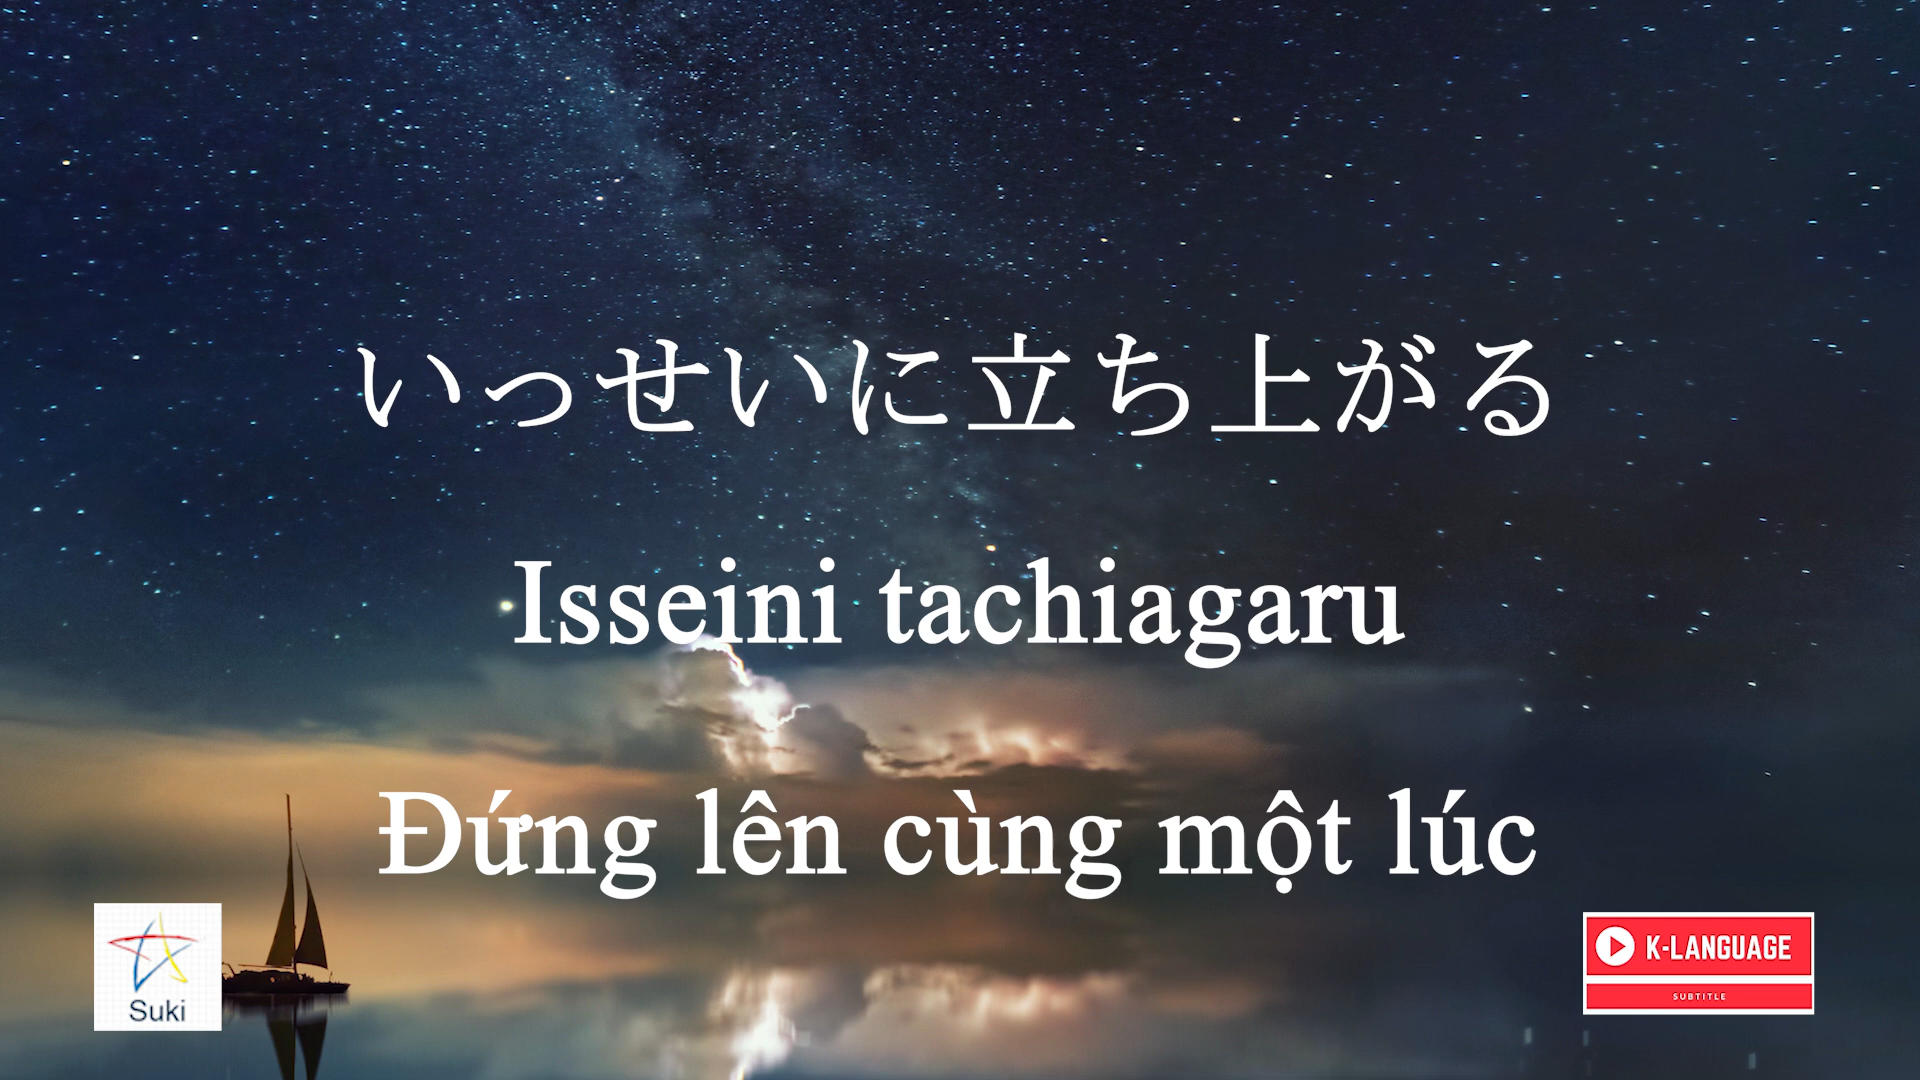 いっせいに立ち上がる
Isseini tachiagaru
Đứng lên cùng một lúc
Suki
K-LANGUAGE
SUBTITLE